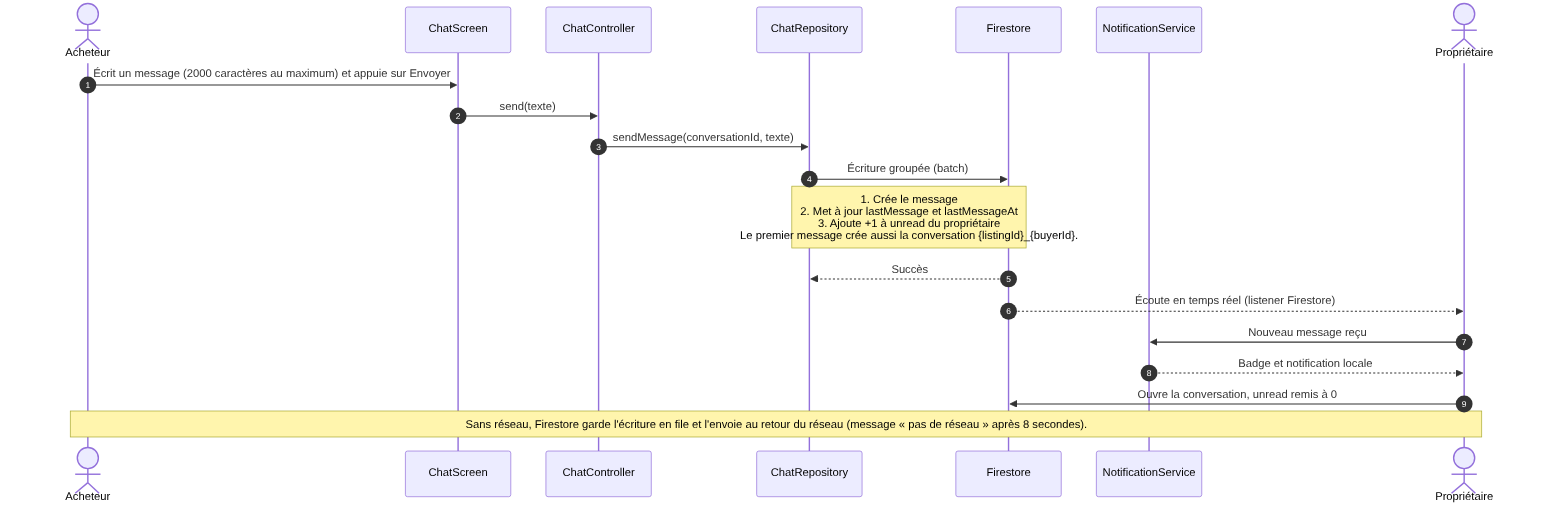 Acheteur
ChatScreen
ChatController
ChatRepository
Firestore
NotificationService
Propriétaire
1 Écrit un message (2000 caractères au maximum) et appuie sur Envoyer
2 send(texte)
3 sendMessage(conversationId, texte)
4 Écriture groupée (batch)
1. Crée le message
2. Met à jour lastMessage et lastMessageAt
3. Ajoute +1 à unread du propriétaire
Le premier message crée aussi la conversation {listingId}_{buyerId}.
Succès 5
6 Écoute en temps réel (listener Firestore)
Nouveau message reçu 7
8 Badge et notification locale
Ouvre la conversation, unread remis à 0 9
Sans réseau, Firestore garde l'écriture en file et l'envoie au retour du réseau (message « pas de réseau » après 8 secondes).
Acheteur
ChatScreen
ChatController
ChatRepository
Firestore
NotificationService
Propriétaire